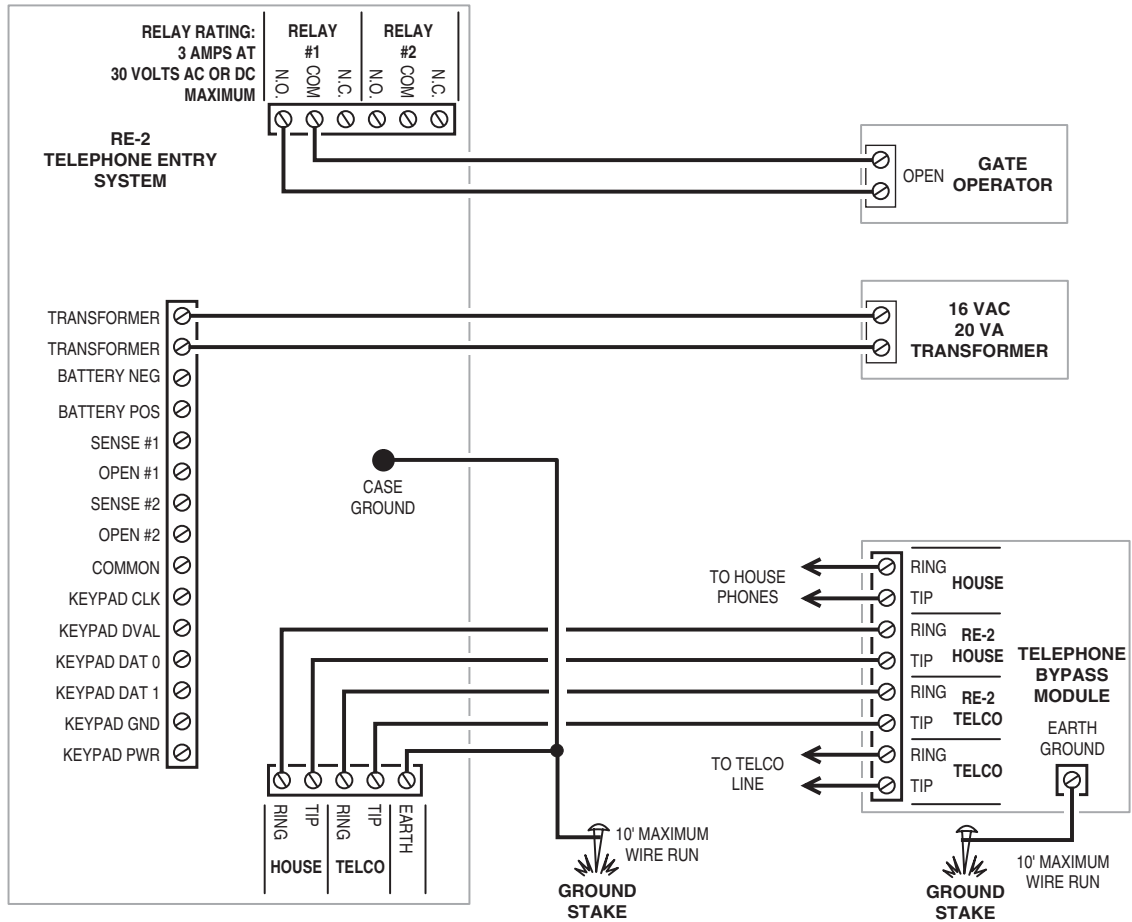 RELAY RATING:
3 AMPS AT
30 VOLTS AC OR DC
MAXIMUM
RELAY
#1
RELAY
#2
N.O.
COM
N.C.
N.O.
COM
N.C.
RE-2
TELEPHONE ENTRY
SYSTEM
OPEN
GATE
OPERATOR
TRANSFORMER
TRANSFORMER
BATTERY NEG
BATTERY POS
SENSE #1
OPEN #1
SENSE #2
OPEN #2
COMMON
KEYPAD CLK
KEYPAD DVAL
KEYPAD DAT 0
KEYPAD DAT 1
KEYPAD GND
KEYPAD PWR
16 VAC
20 VA
TRANSFORMER
CASE
GROUND
TO HOUSE
PHONES
RING
TIP
HOUSE
RING
TIP
RE-2
HOUSE
RING
TIP
RE-2
TELCO
RING
TIP
TELCO
TO TELCO
LINE
TELEPHONE
BYPASS
MODULE
EARTH
GROUND
RING
TIP
RING
TIP
EARTH
HOUSE
TELCO
10' MAXIMUM
WIRE RUN
GROUND
STAKE
10' MAXIMUM
WIRE RUN
GROUND
STAKE